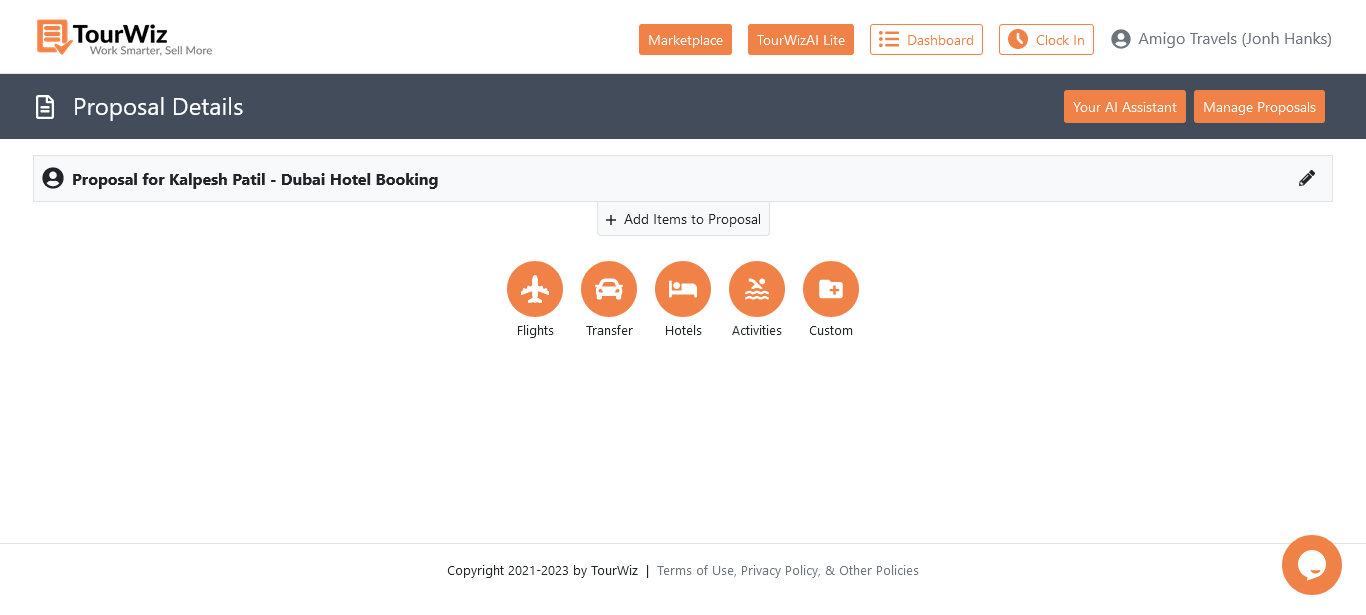 TourWiz
Work Smarter, Sell More
Marketplace
TourWizAI Lite
Dashboard
Clock In
Amigo Travels (Jonh Hanks)
Proposal Details
Your AI Assistant
Manage Proposals
Proposal for Kalpesh Patil - Dubai Hotel Booking
+ Add Items to Proposal
Flights
Transfer
Hotels
Activities
Custom
Copyright 2021-2023 by TourWiz | Terms of Use, Privacy Policy, & Other Policies